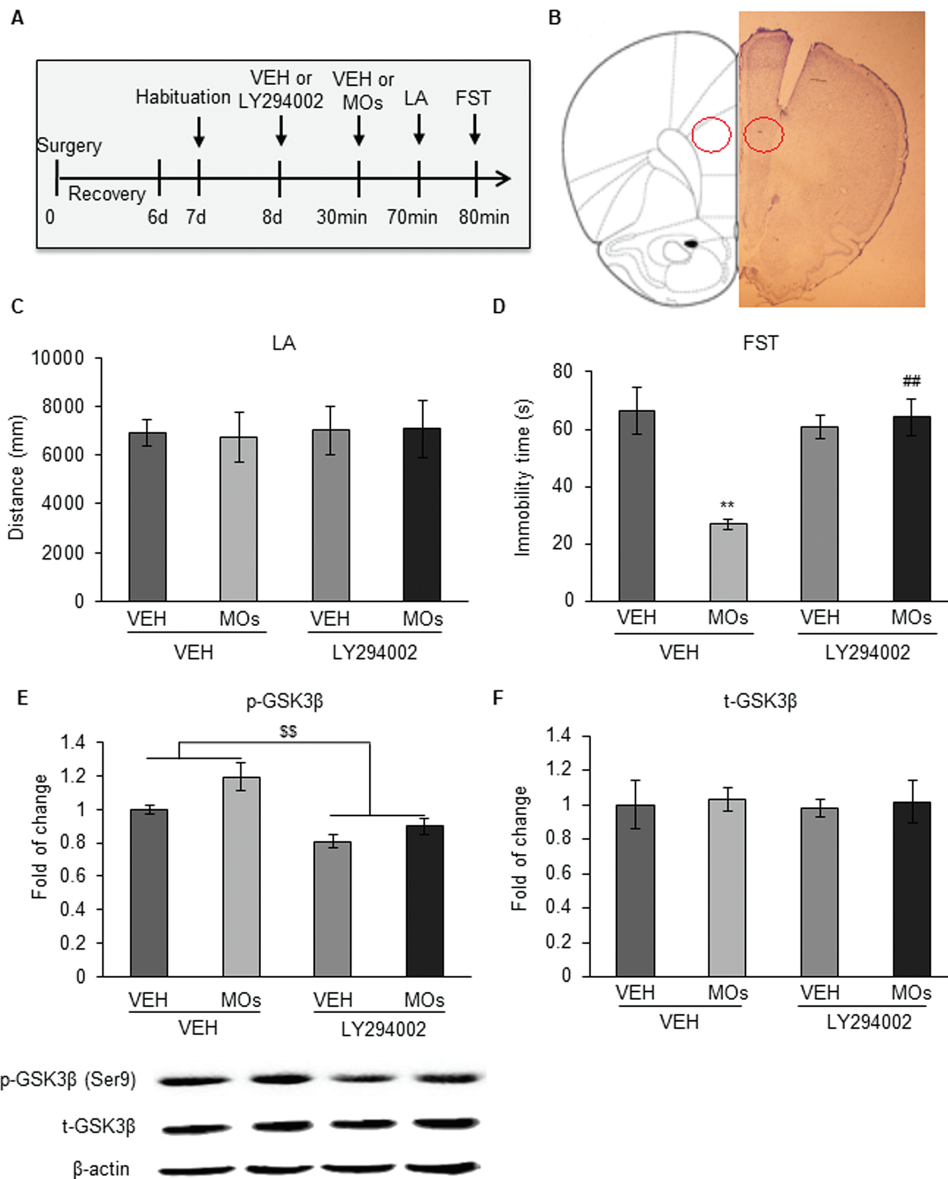 A
Habituation
VEH or
LY294002
VEH or
MOs
LA
FST
Surgery
Recovery
0
6d
7d
8d
30min
70min
80min
B
C
LA
Distance (mm)
10000
8000
6000
4000
2000
0
VEH
MOs
VEH
MOs
VEH
LY294002
D
FST
Immobility time (s)
80
60
40
20
0
**
##
VEH
MOs
VEH
MOs
VEH
LY294002
E
p-GSK3β
Fold of change
1.4
1.2
1
0.8
0.6
0.4
0.2
0
$$
VEH
MOs
VEH
MOs
VEH
LY294002
p-GSK3β (Ser9)
t-GSK3β
β-actin
F
t-GSK3β
Fold of change
1.4
1.2
1
0.8
0.6
0.4
0.2
0
VEH
MOs
VEH
MOs
VEH
LY294002